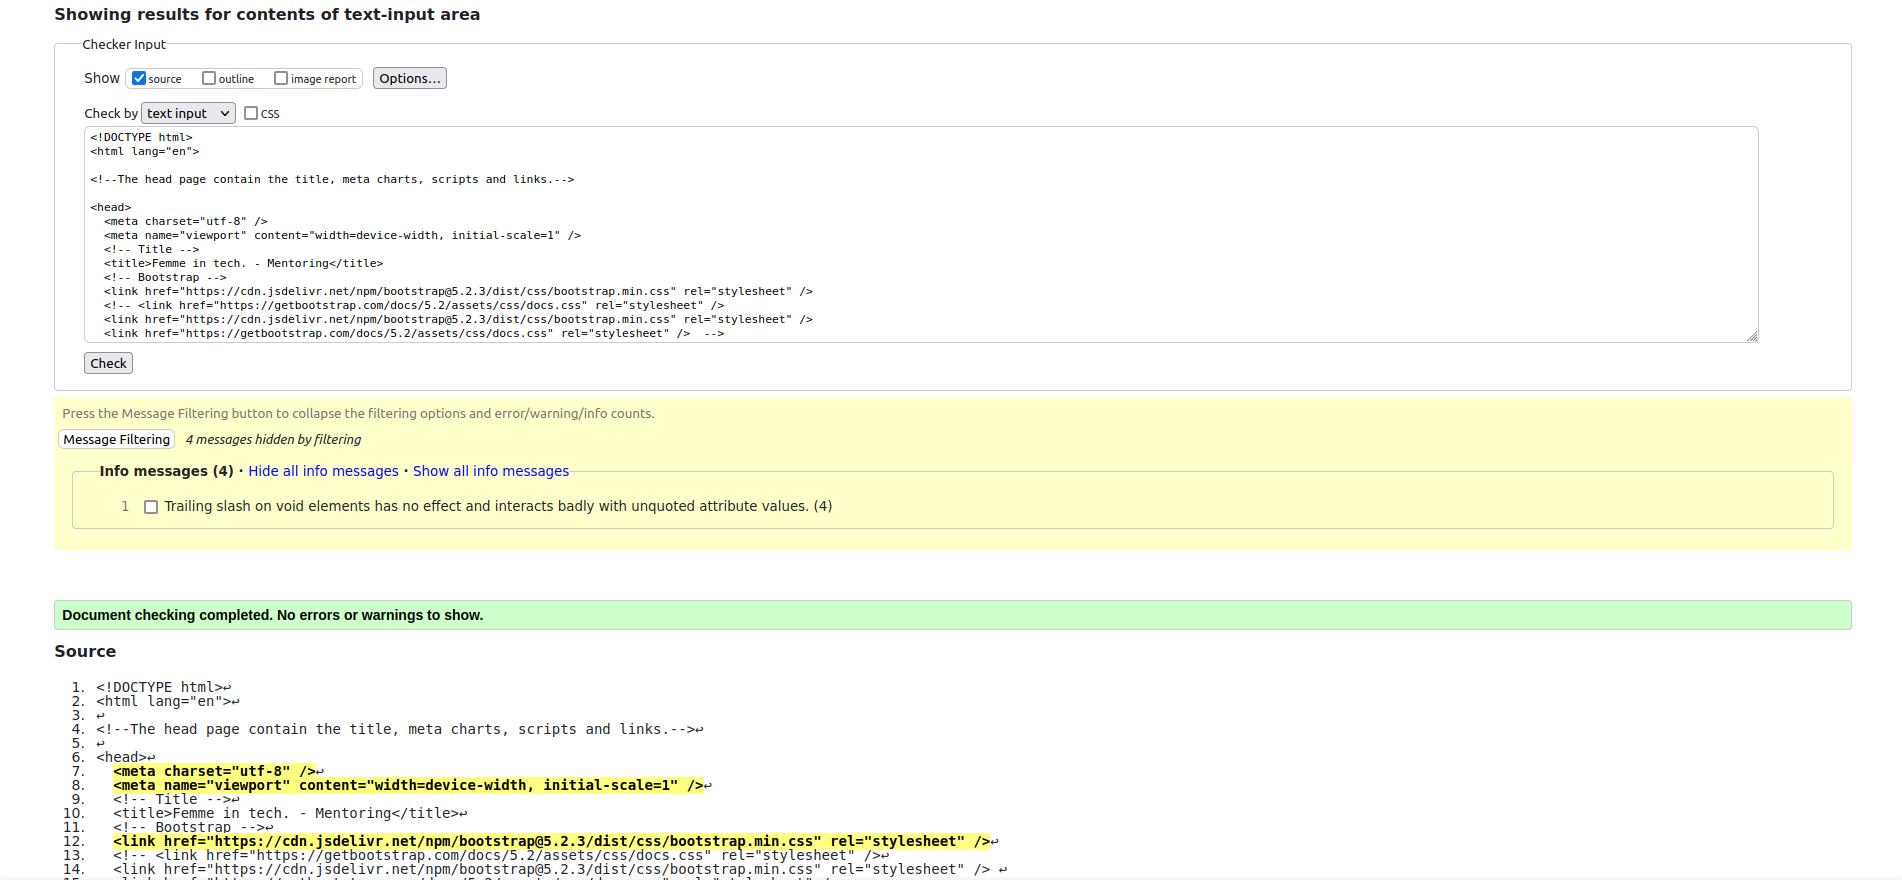 Showing results for contents of text-input area
Checker Input
Show source outline image report Options...
Check by text input CSS
<!DOCTYPE html>
<html lang="en">
<!--The head page contain the title, meta charts, scripts and links.-->
<head>
<meta charset="utf-8" />
<meta name="viewport" content="width=device-width, initial-scale=1" />
<!-- Title -->
<title>Femme in tech. - Mentoring</title>
<!-- Bootstrap -->
<link href="https://cdn.jsdelivr.net/npm/bootstrap@5.2.3/dist/css/bootstrap.min.css" rel="stylesheet" />
<!-- <link href="https://getbootstrap.com/docs/5.2/assets/css/docs.css" rel="stylesheet" />
<link href="https://cdn.jsdelivr.net/npm/bootstrap@5.2.3/dist/css/bootstrap.min.css" rel="stylesheet" />
<link href="https://getbootstrap.com/docs/5.2/assets/css/docs.css" rel="stylesheet" />  -->
Check
Press the Message Filtering button to collapse the filtering options and error/warning/info counts.
Message Filtering 4 messages hidden by filtering
Info messages (4) · Hide all info messages · Show all info messages
1 Trailing slash on void elements has no effect and interacts badly with unquoted attribute values. (4)
Document checking completed. No errors or warnings to show.
Source
1. <!DOCTYPE html>↩
2. <html lang="en">↩
3. ↩
4. <!--The head page contain the title, meta charts, scripts and links.-->↩
5. ↩
6. <head>↩
7. <meta charset="utf-8" />↩
8. <meta name="viewport" content="width=device-width, initial-scale=1" />↩
9. <!-- Title -->↩
10. <title>Femme in tech. - Mentoring</title>↩
11. <!-- Bootstrap -->↩
12. <link href="https://cdn.jsdelivr.net/npm/bootstrap@5.2.3/dist/css/bootstrap.min.css" rel="stylesheet" />↩
13. <!-- <link href="https://getbootstrap.com/docs/5.2/assets/css/docs.css" rel="stylesheet" />↩
14. <link href="https://cdn.jsdelivr.net/npm/bootstrap@5.2.3/dist/css/bootstrap.min.css" rel="stylesheet" /> ↩